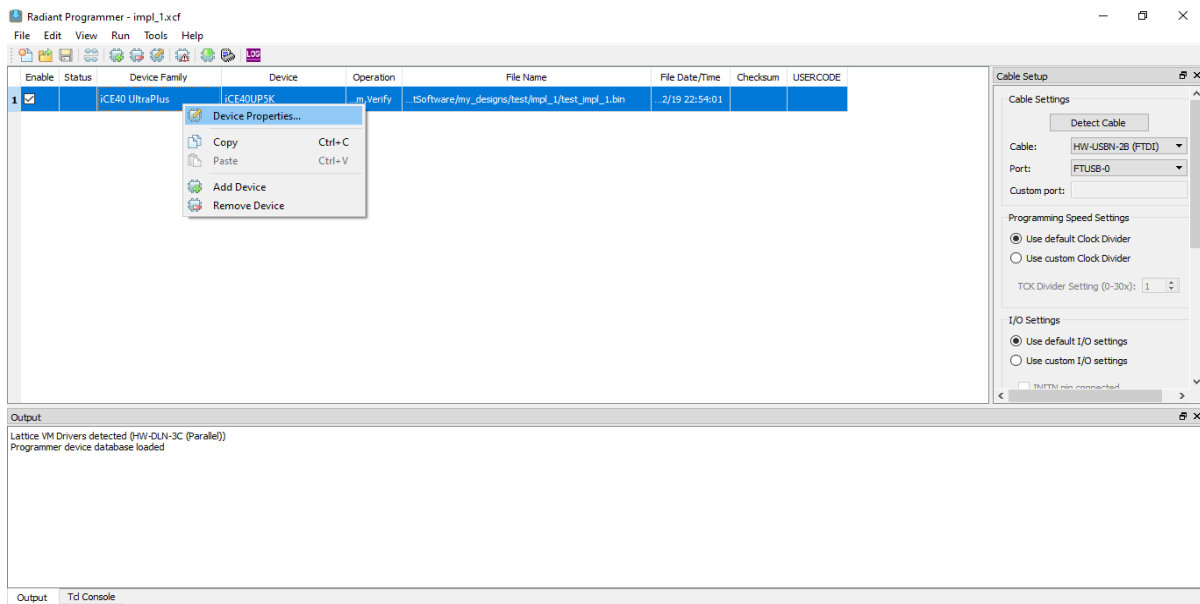 Radiant Programmer - impl_1.xcf
File Edit View Run Tools Help
LOG
Enable Status Device Family Device Operation File Name File Date/Time Checksum USERCODE
1 iCE40 UltraPlus iCE40UP5K ...m,Verify ...tSoftware/my_designs/test/impl_1/test_impl_1.bin ...2/19 22:54:01
Device Properties...
Copy Ctrl+C
Paste Ctrl+V
Add Device
Remove Device
Cable Setup
Cable Settings
Detect Cable
Cable: HW-USBN-2B (FTDI)
Port: FTUSB-0
Custom port:
Programming Speed Settings
Use default Clock Divider
Use custom Clock Divider
TCK Divider Setting (0-30x): 1
I/O Settings
Use default I/O settings
Use custom I/O settings
INITN pin connected
Output
Lattice VM Drivers detected (HW-DLN-3C (Parallel))
Programmer device database loaded
Output Tcl Console